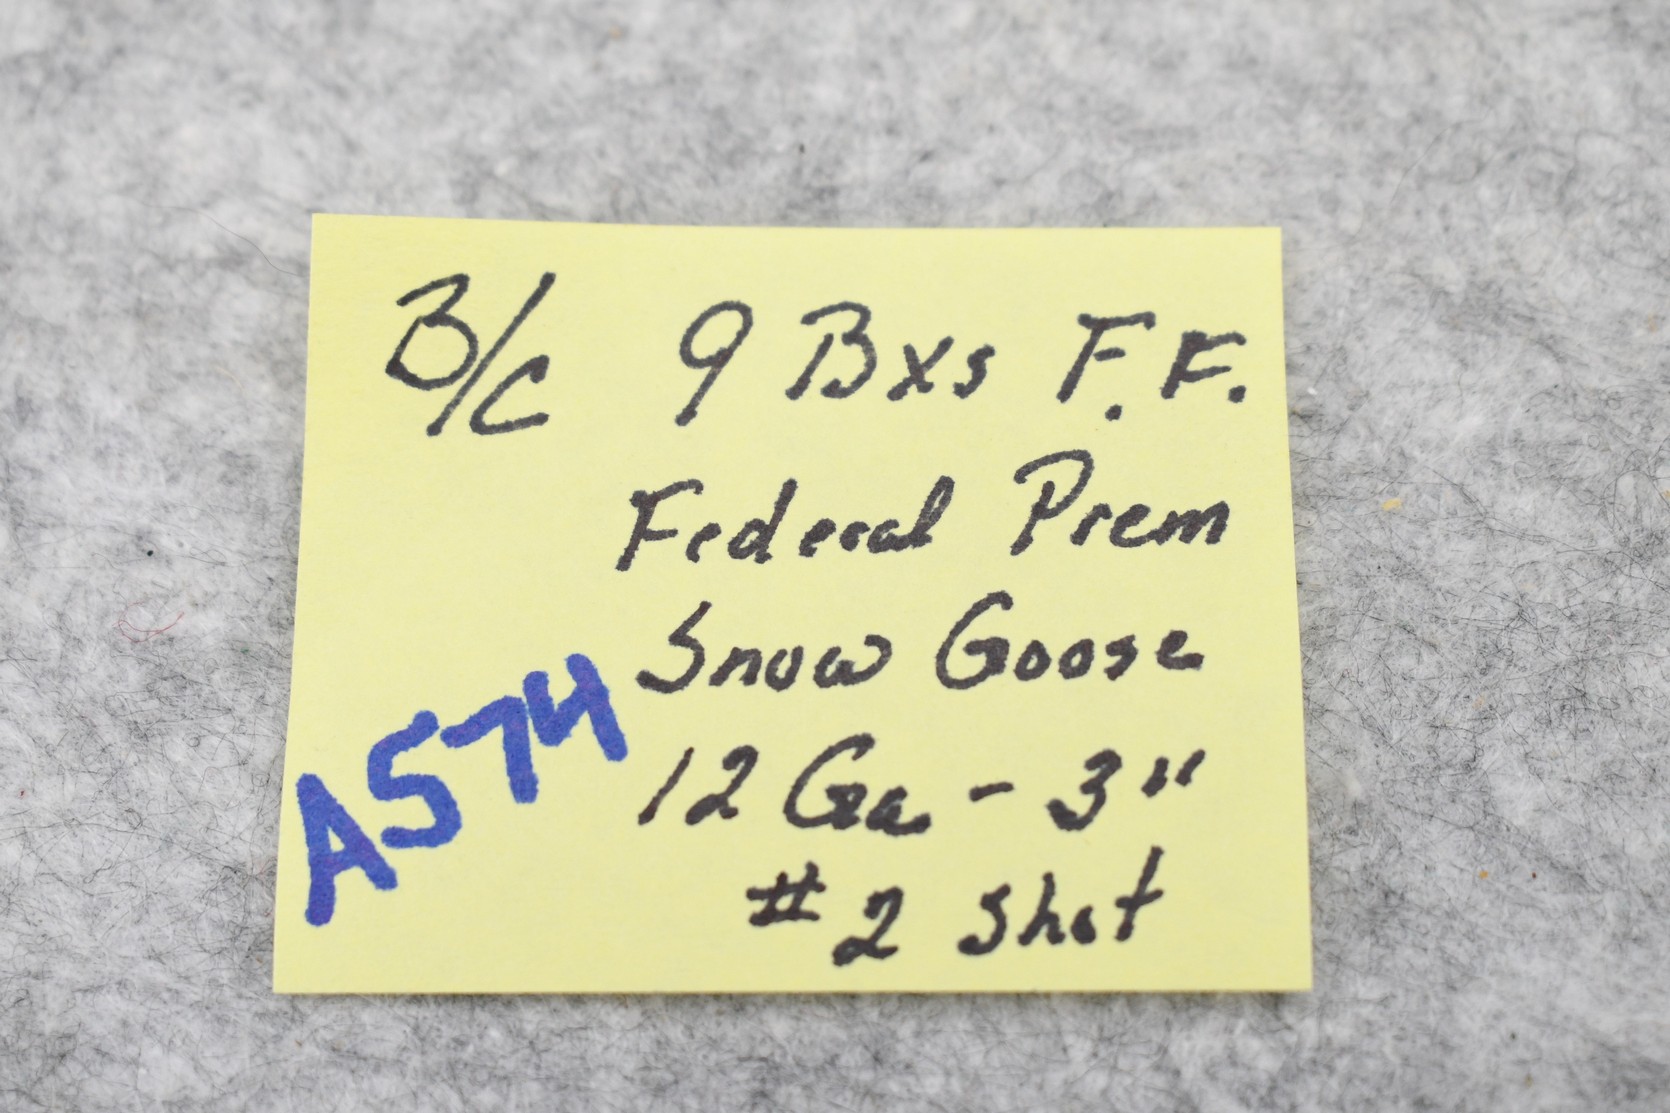 B/c 9 Bxs F.F.
Federal Prem
Snow Goose
12 Ga - 3"
#2 shot
A574